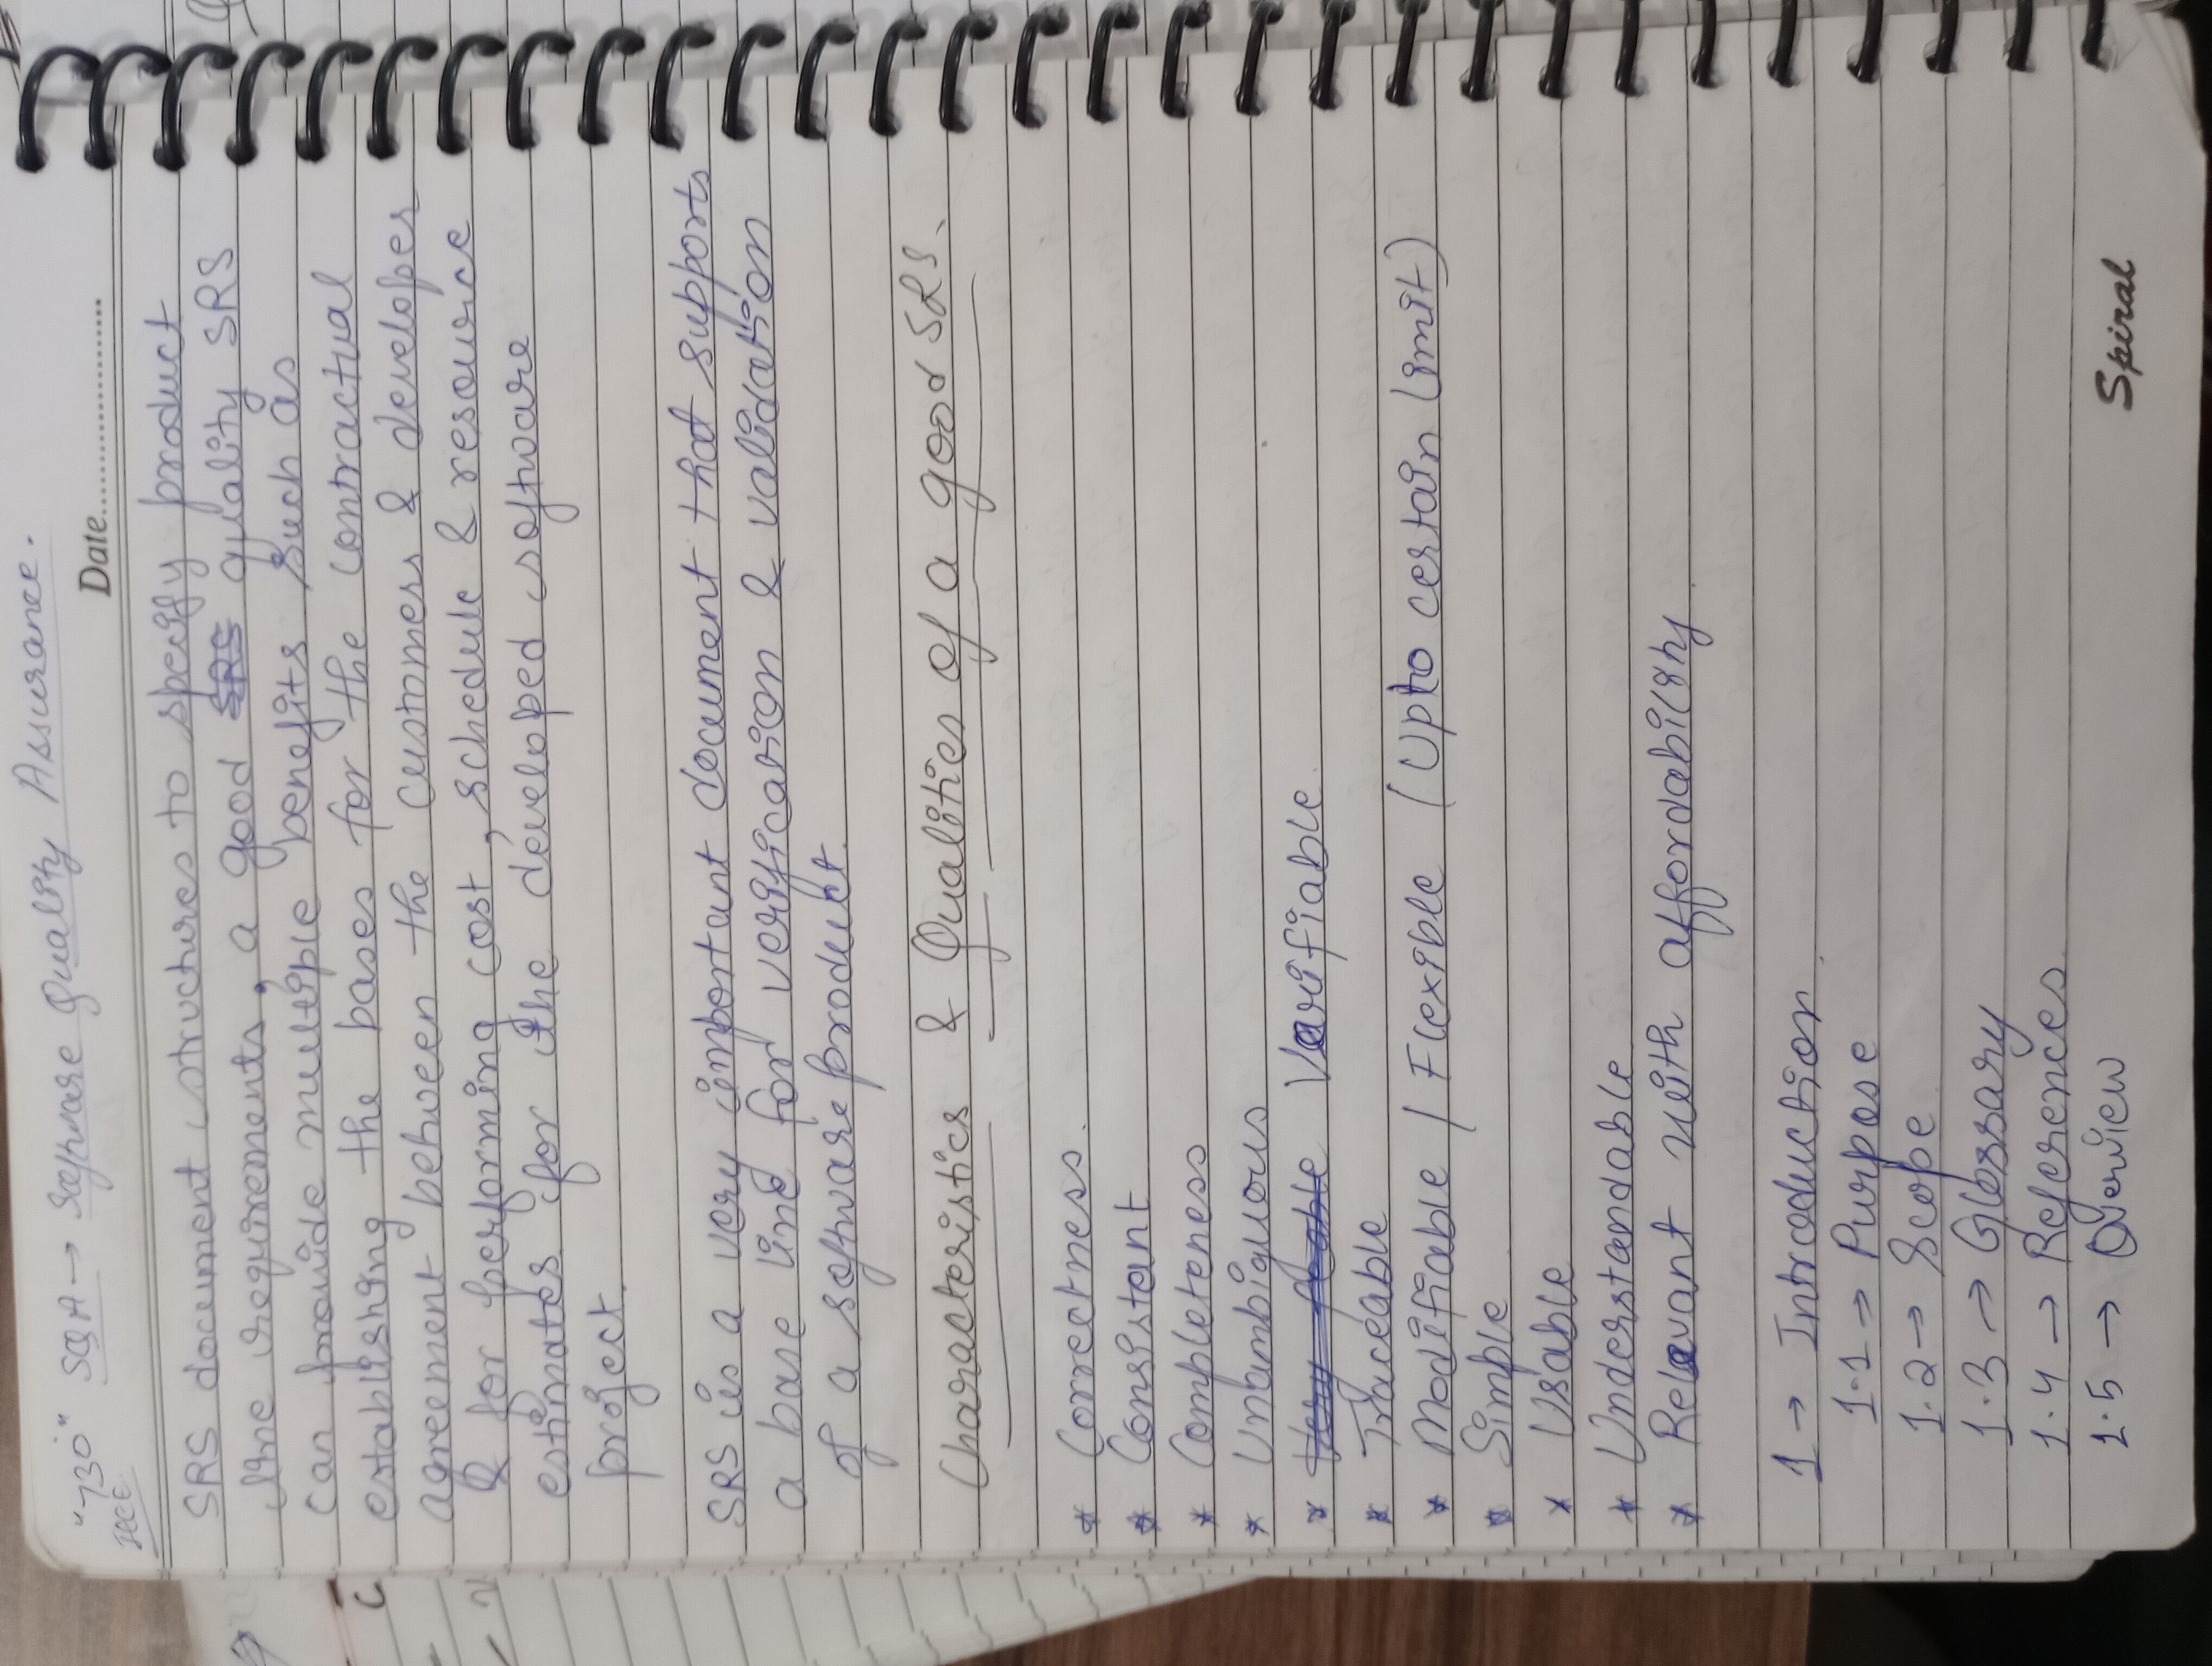 "730" SQA → Software Quality Assurance.
IEEE
Date
SRS document structures to specify product
the requirements, a good quality SRS
can provide multiple benefits such as
establishing the bases for the contractual
agreement between the customers & developer
& for performing cost, schedule & resource
estimates for the developed software
project.
SRS is a very important document that supports
a base line for verification & validation
of a software product.
Characteristics & Qualities of a good SRS.
* Correctness.
* Consistant
* Completeness
* Unambiguous
* Varifiable.
* Traceable
* Modifiable / Flexible (Upto certain limit)
* Simple
* Usable
* Understandable
* Relevant with affordability
1 → Introduction.
1.1 → Purpose
1.2 → Scope
1.3 → Glossary
1.4 → References.
1.5 → Overview
Spiral